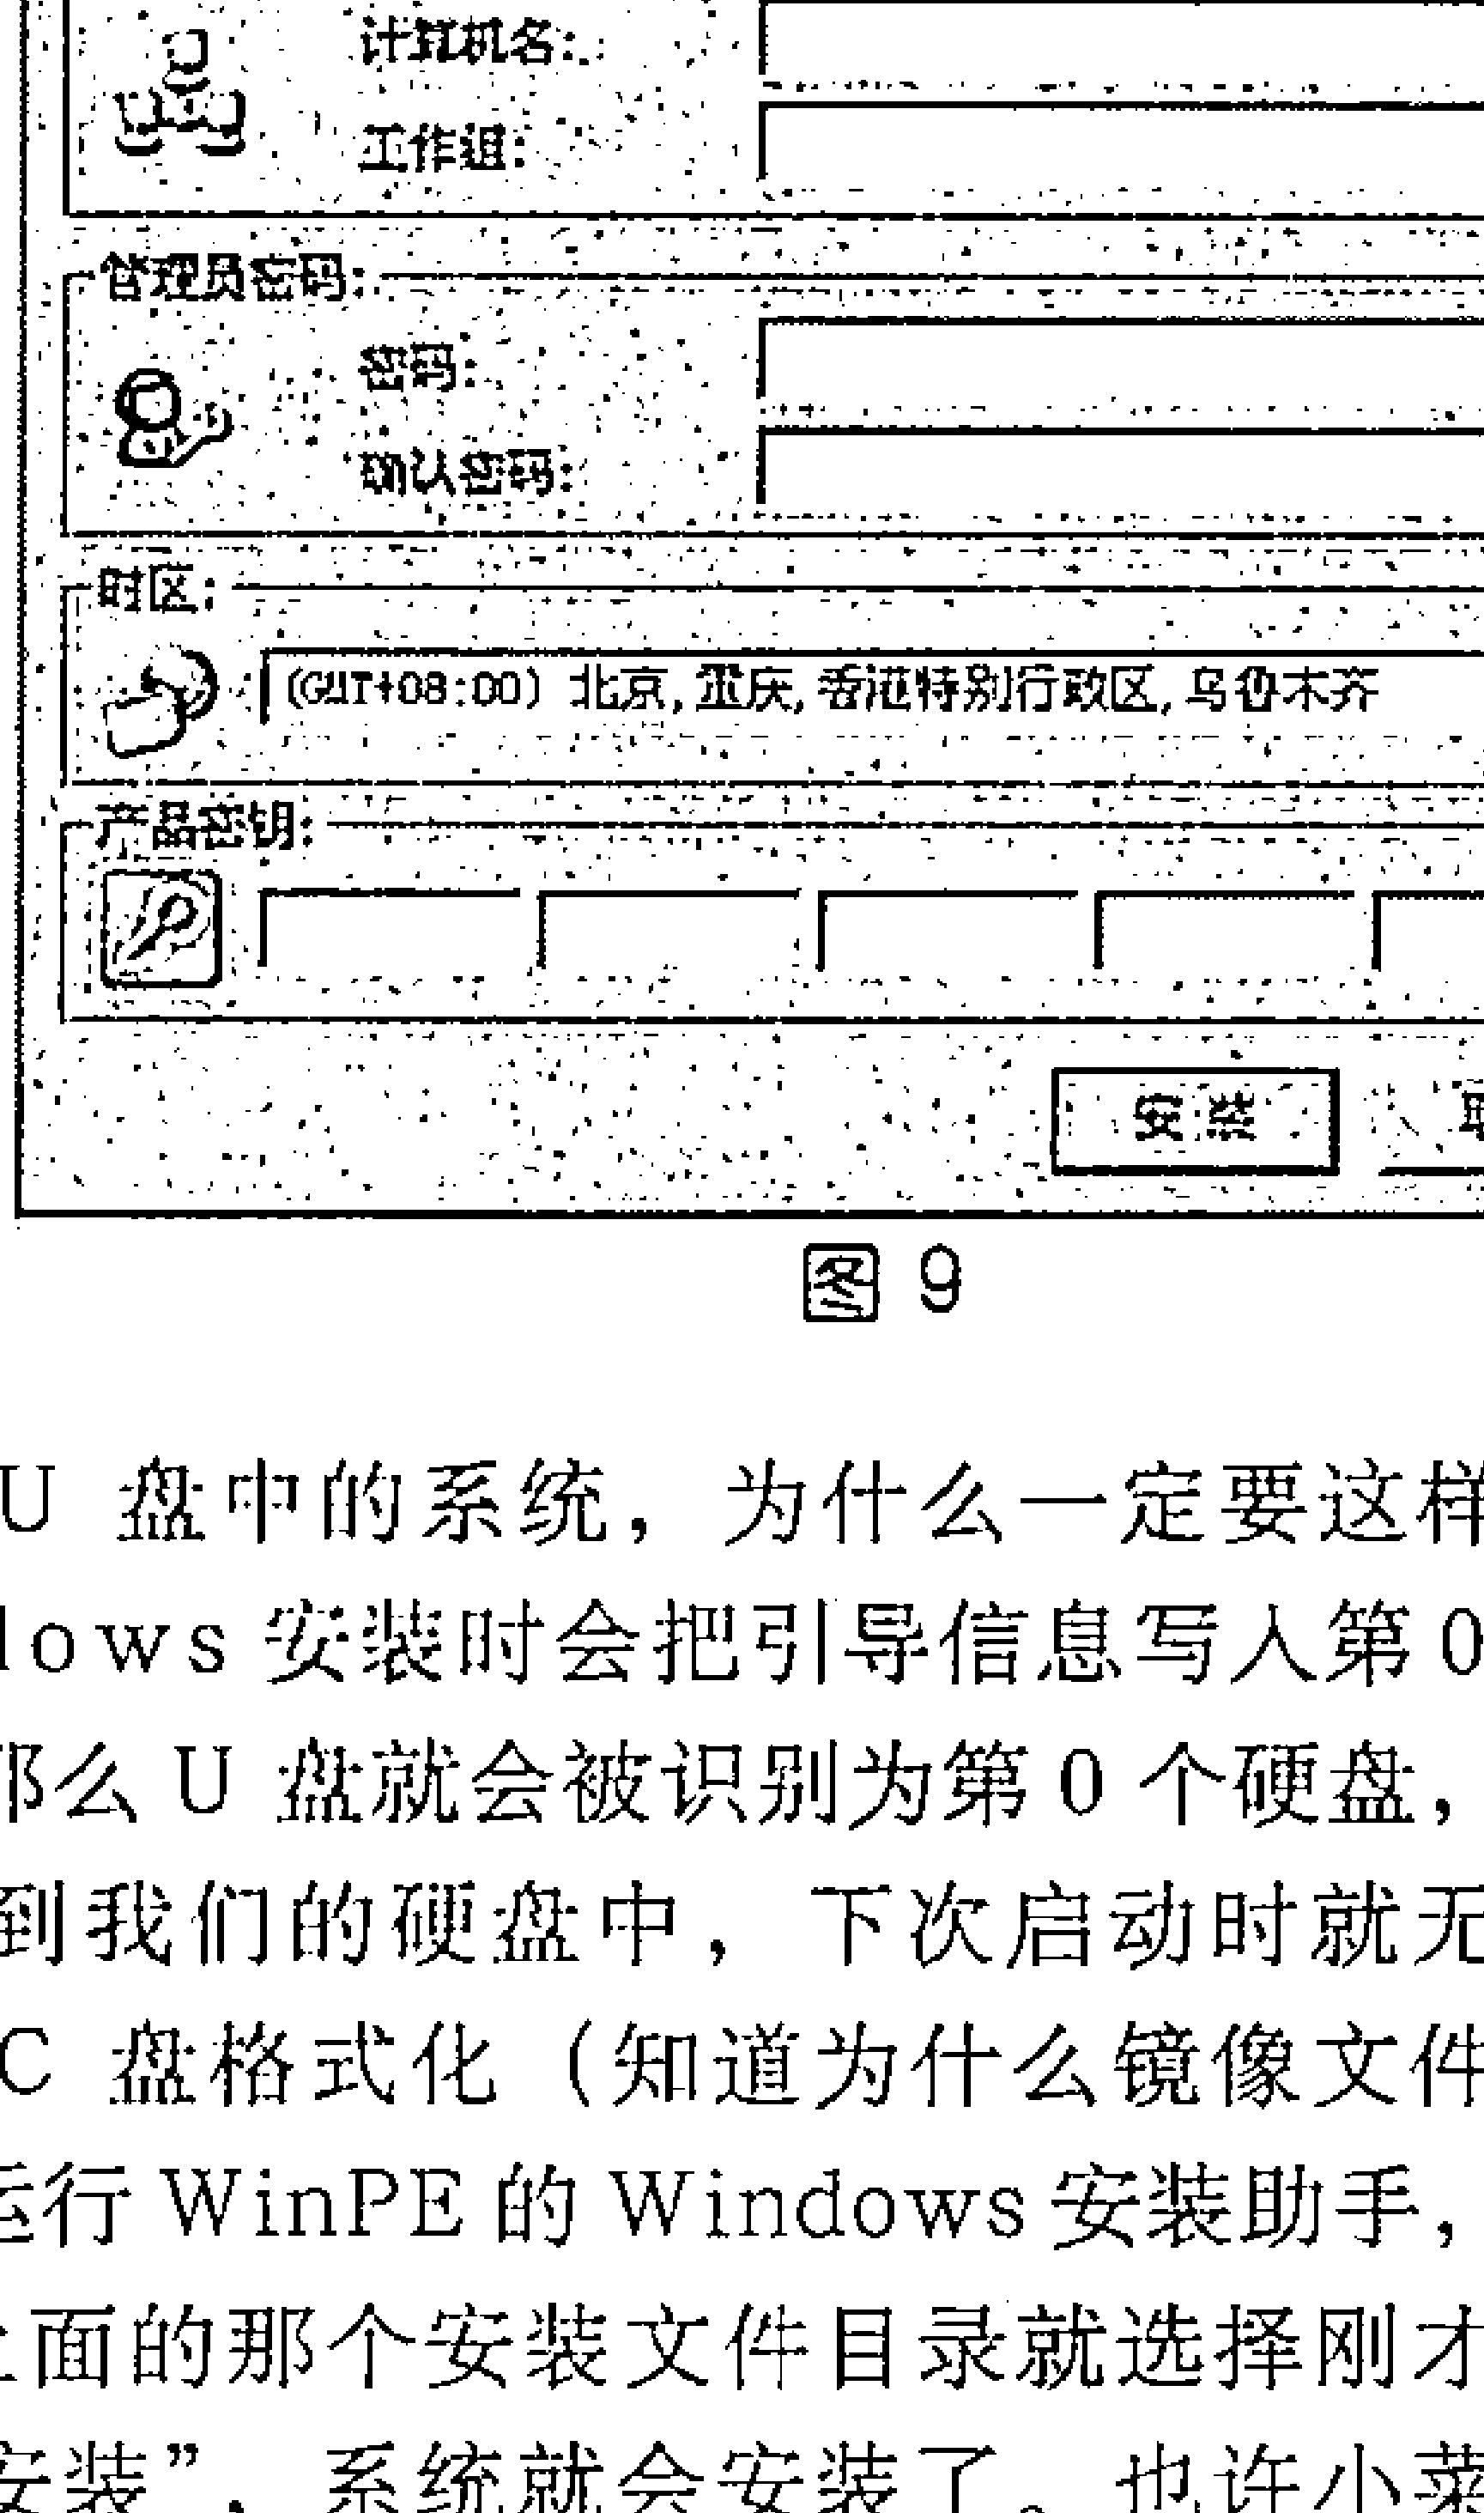 计算机名:
工作组:
管理员密码:
密码:
确认密码:
时区:
(GMT+08:00) 北京,重庆,香港特别行政区,乌鲁木齐
产品密钥:
安装
图 9
U 盘中的系统，为什么一定要这样
lows 安装时会把引导信息写入第 0
那么 U 盘就会被识别为第 0 个硬盘，
到我们的硬盘中，下次启动时就无
C 盘格式化（知道为什么镜像文件
运行 WinPE 的 Windows 安装助手，
上面的那个安装文件目录就选择刚才
安装”，系统就会安装了。也许小菜